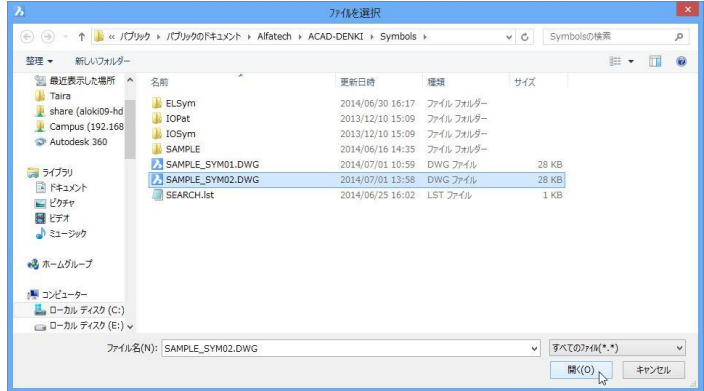 ファイルを選択
« パブリック ▸ パブリックのドキュメント ▸ Alfatech ▸ ACAD-DENKI ▸ Symbols ▸
Symbolsの検索
整理 ▼ 新しいフォルダー
最近表示した場所
Taira
share (aloki09-hd
Campus (192.168
Autodesk 360
ライブラリ
ドキュメント
ピクチャ
ビデオ
ミュージック
ホームグループ
コンピューター
ローカル ディスク (C:)
ローカル ディスク (E:)
名前 更新日時 種類 サイズ
ELSym 2014/06/30 16:17 ファイル フォルダー
IOPat 2013/12/10 15:09 ファイル フォルダー
IOSym 2013/12/10 15:09 ファイル フォルダー
SAMPLE 2014/06/16 14:35 ファイル フォルダー
SAMPLE_SYM01.DWG 2014/07/01 10:59 DWG ファイル 28 KB
SAMPLE_SYM02.DWG 2014/07/01 13:58 DWG ファイル 28 KB
SEARCH.lst 2014/06/25 16:02 LST ファイル 1 KB
ファイル名(N): SAMPLE_SYM02.DWG
すべてのファイル(*.*)
開く(O) キャンセル